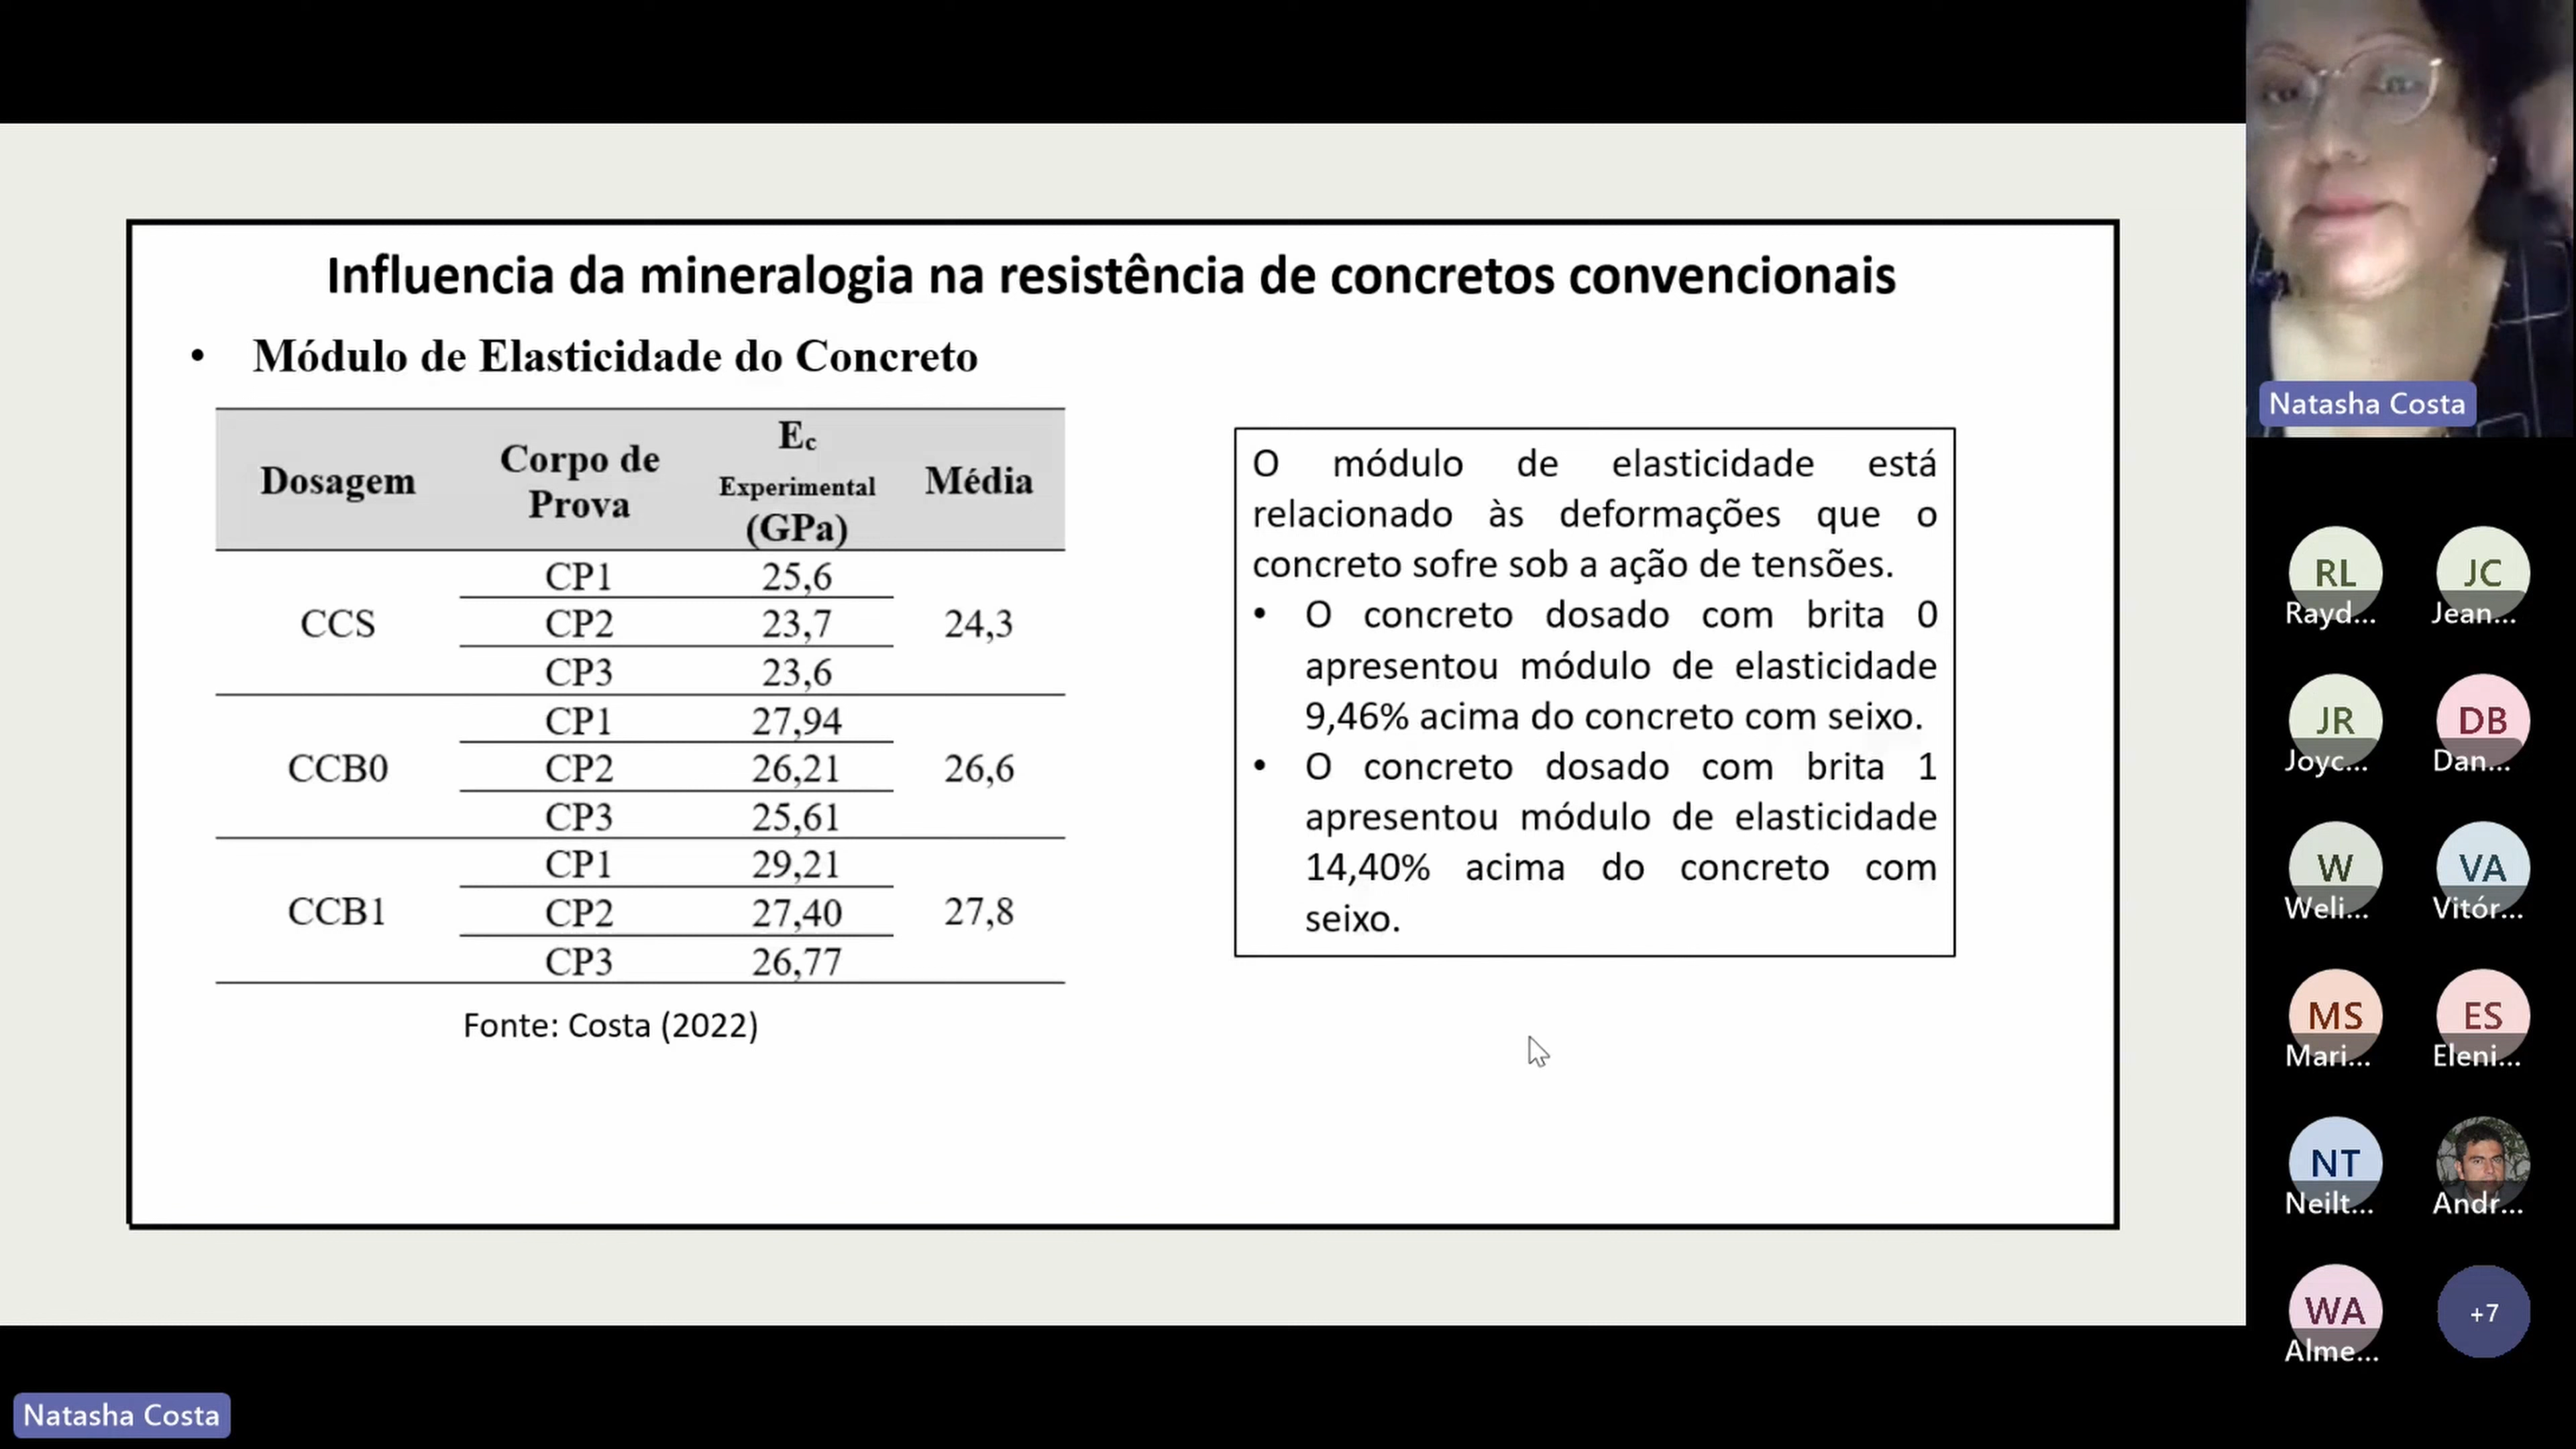 Influencia da mineralogia na resistência de concretos convencionais
• Módulo de Elasticidade do Concreto
Dosagem Corpo de Prova Ec Experimental (GPa) Média
CCS CP1 25,6 24,3
CP2 23,7
CP3 23,6
CCB0 CP1 27,94 26,6
CP2 26,21
CP3 25,61
CCB1 CP1 29,21 27,8
CP2 27,40
CP3 26,77
Fonte: Costa (2022)
O módulo de elasticidade está
relacionado às deformações que o
concreto sofre sob a ação de tensões.
• O concreto dosado com brita 0
apresentou módulo de elasticidade
9,46% acima do concreto com seixo.
• O concreto dosado com brita 1
apresentou módulo de elasticidade
14,40% acima do concreto com
seixo.
Natasha Costa
RL JC
Rayd... Jean...
JR DB
Joyc... Dan...
W VA
Weli... Vitór...
MS ES
Mari... Eleni...
NT
Neilt... Andr...
WA +7
Alme...
Natasha Costa